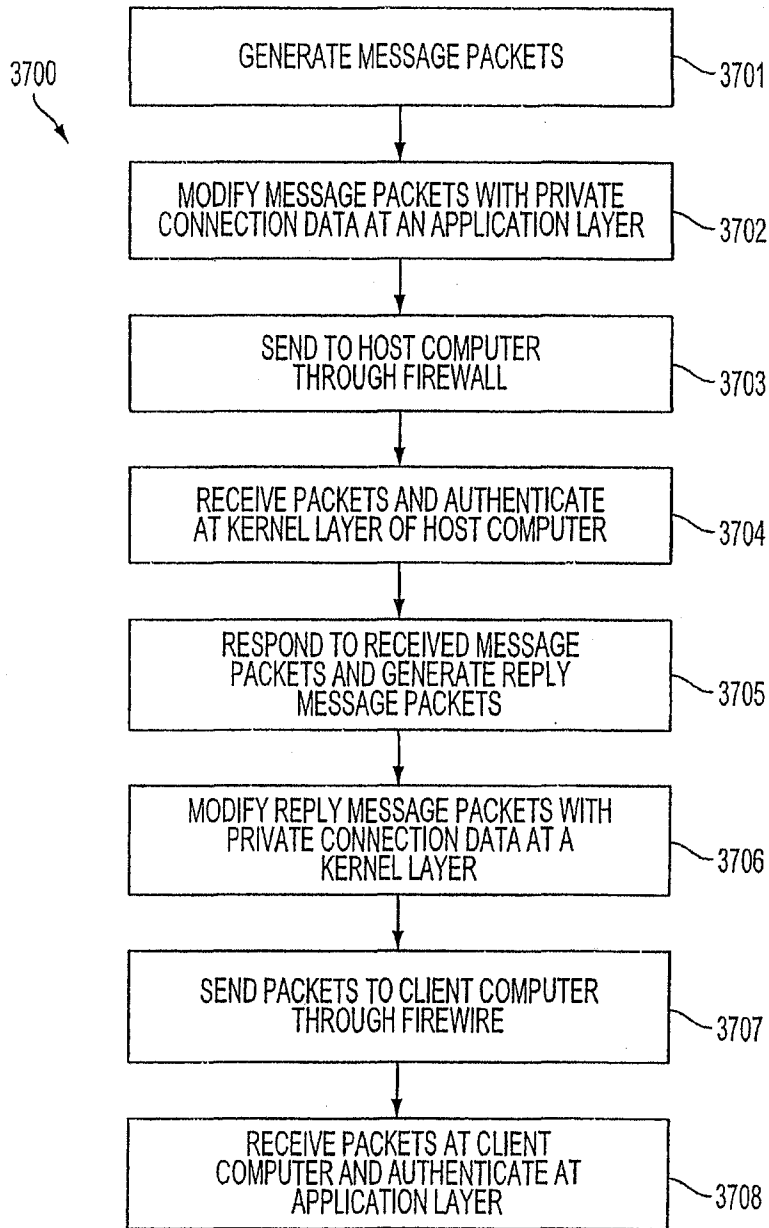 3700
GENERATE MESSAGE PACKETS
3701
MODIFY MESSAGE PACKETS WITH PRIVATE
CONNECTION DATA AT AN APPLICATION LAYER
3702
SEND TO HOST COMPUTER
THROUGH FIREWALL
3703
RECEIVE PACKETS AND AUTHENTICATE
AT KERNEL LAYER OF HOST COMPUTER
3704
RESPOND TO RECEIVED MESSAGE
PACKETS AND GENERATE REPLY
MESSAGE PACKETS
3705
MODIFY REPLY MESSAGE PACKETS WITH
PRIVATE CONNECTION DATA AT A
KERNEL LAYER
3706
SEND PACKETS TO CLIENT COMPUTER
THROUGH FIREWIRE
3707
RECEIVE PACKETS AT CLIENT
COMPUTER AND AUTHENTICATE AT
APPLICATION LAYER
3708